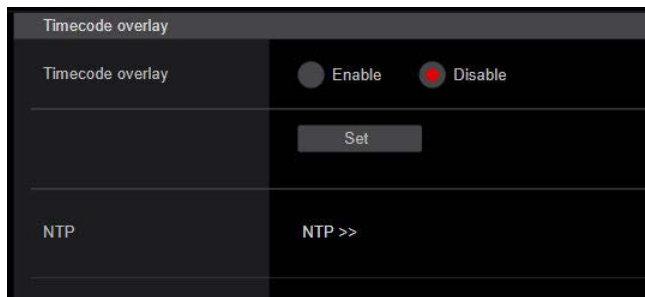 Timecode overlay
Timecode overlay Enable Disable
Set
NTP NTP >>